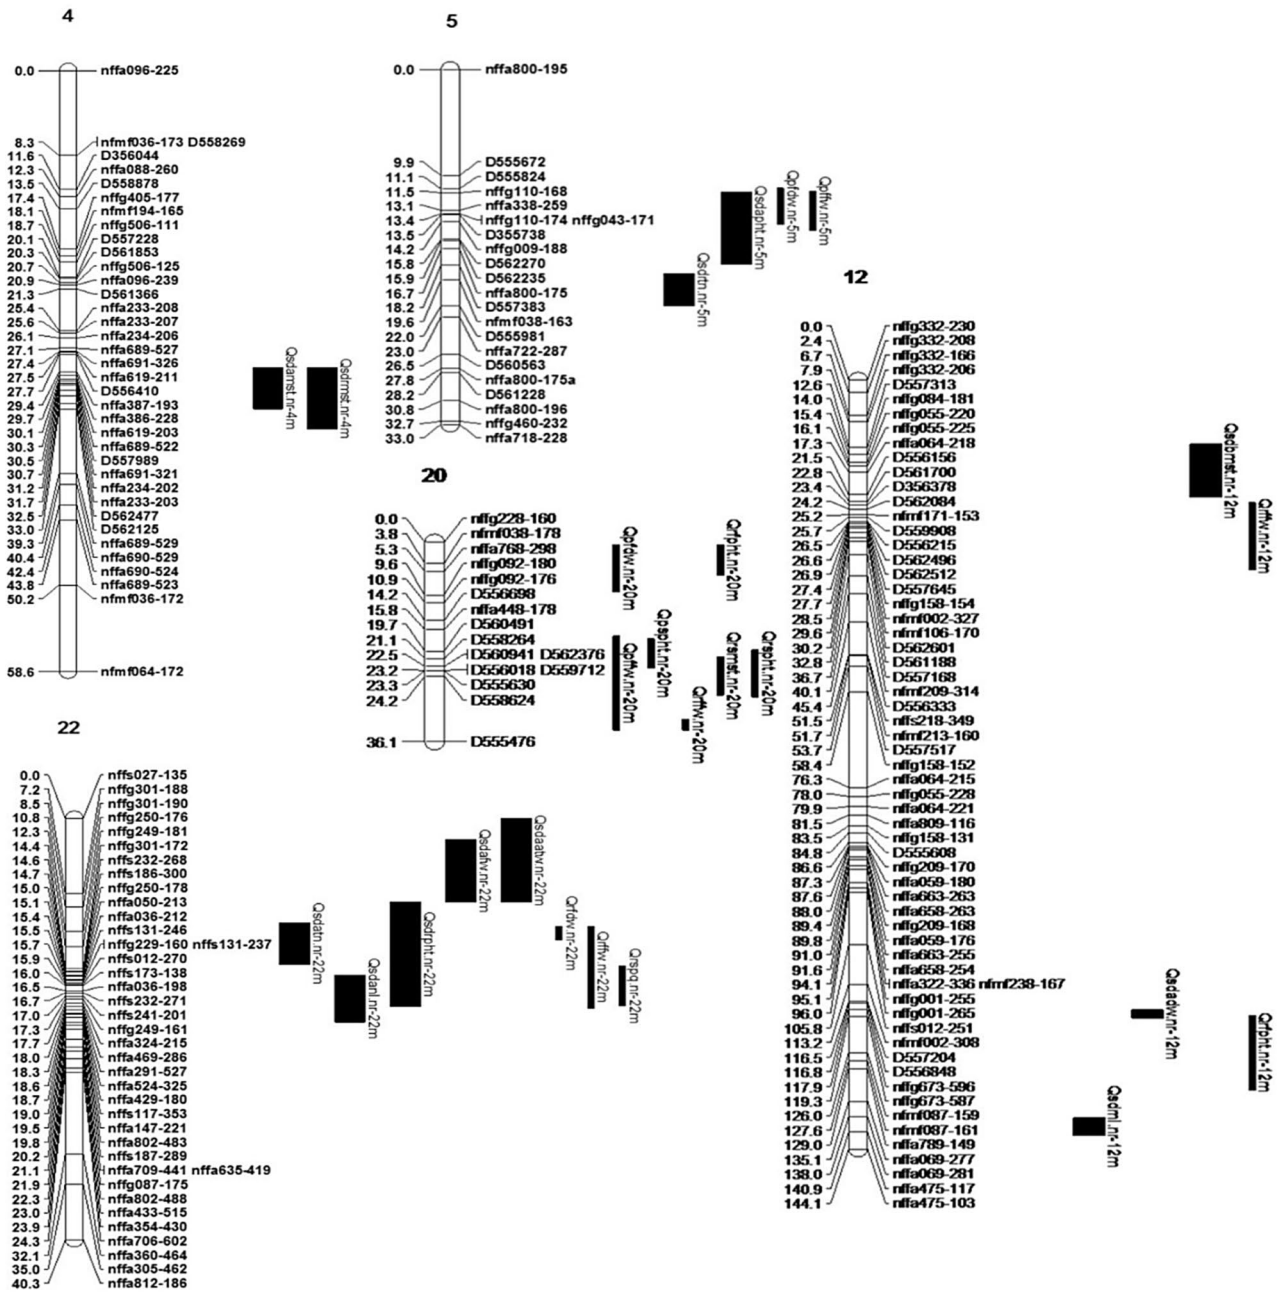 4
0.0 nffa096-225
8.3 nfmf036-173 D558269
11.6 D356044
12.3 nffa088-260
13.5 D558878
17.4 nffg405-177
18.1 nfmf194-165
18.7 nffg506-111
20.1 D557228
20.3 D561853
20.7 nffg506-125
20.9 nffa096-239
21.3 D561366
25.4 nffa233-208
25.6 nffa233-207
26.1 nffa234-206
27.1 nffa689-527
27.4 nffa691-326
27.5 nffa619-211
27.7 D556410
29.4 nffa387-193
29.7 nffa386-228
30.1 nffa619-203
30.3 nffa689-522
30.5 D557989
30.7 nffa691-321
31.2 nffa234-202
31.7 nffa233-203
32.5 D562477
33.0 D562125
39.3 nffa689-529
40.4 nffa690-529
42.4 nffa690-524
43.8 nffa689-523
50.2 nfmf036-172
58.6 nfmf064-172
Qsdamst.nr-4m
Qsdrmst.nr-4m
5
0.0 nffa800-195
9.9 D555672
11.1 D555824
11.5 nffg110-168
13.1 nffa338-259
13.4 nffg110-174 nffg043-171
13.5 D355738
14.2 nffg009-188
15.8 D562270
15.9 D562235
16.7 nffa800-175
18.2 D557383
19.6 nfmf038-163
22.0 D555981
23.0 nffa722-287
26.5 D560563
27.8 nffa800-175a
28.2 D561228
30.8 nffa800-196
32.7 nffg460-232
33.0 nffa718-228
Qsdrtn.nr-5m
Qsdapht.nr-5m
Qpfdw.nr-5m
Qpffw.nr-5m
20
0.0 nffg228-160
3.8 nfmf038-178
5.3 nffa768-298
9.6 nffg092-180
10.9 nffg092-176
14.2 D556698
15.8 nffa448-178
19.7 D560491
21.1 D558264
22.5 D560941 D562376
23.2 D556018 D559712
23.3 D555630
24.2 D558624
36.1 D555476
Qpfdw.nr-20m
Qrfpht.nr-20m
Qpffw.nr-20m
Qpspht.nr-20m
Qrffw.nr-20m
Qrsmst.nr-20m
Qrspht.nr-20m
12
0.0 nffg332-230
2.4 nffg332-208
6.7 nffg332-166
7.9 nffg332-206
12.6 D557313
14.0 nffg084-181
15.4 nffg055-220
16.1 nffg055-225
17.3 nffa064-218
21.5 D556156
22.8 D561700
23.4 D356378
24.2 D562084
25.2 nfmf171-153
25.7 D559908
26.5 D556215
26.6 D562496
26.9 D562512
27.4 D557645
27.7 nffg158-154
28.5 nfmf002-327
29.6 nfmf106-170
30.2 D562601
32.8 D561188
36.7 D557168
40.1 nfmf209-314
45.4 D556333
51.5 nffs218-349
51.7 nfmf213-160
53.7 D557517
58.4 nffg158-152
76.3 nffa064-215
78.0 nffg055-228
79.9 nffa064-221
81.5 nffa809-116
83.5 nffg158-131
84.8 D555608
86.6 nffg209-170
87.3 nffa059-180
87.6 nffa663-263
88.0 nffa658-263
89.4 nffg209-168
89.8 nffa059-176
91.0 nffa663-255
91.6 nffa658-254
94.1 nffa322-336 nfmf238-167
95.1 nffg001-255
96.0 nffg001-265
105.8 nffs012-251
113.2 nfmf002-308
116.5 D557204
116.8 D556848
117.9 nffg673-596
119.3 nffg673-587
126.0 nfmf087-159
127.6 nfmf087-161
129.0 nffa789-149
135.1 nffa069-277
138.0 nffa069-281
140.9 nffa475-117
144.1 nffa475-103
Qsdbmst.nr-12m
Qrffw.nr-12m
Qsdadw.nr-12m
Qrfpht.nr-12m
Qsdml.nr-12m
22
0.0 nffs027-135
7.2 nffg301-188
8.5 nffg301-190
10.8 nffg250-176
12.3 nffg249-181
14.4 nffg301-172
14.6 nffs232-268
14.7 nffs186-300
15.0 nffg250-178
15.1 nffa050-213
15.4 nffa036-212
15.5 nffs131-246
15.7 nffg229-160 nffs131-237
15.9 nffs012-270
16.0 nffs173-138
16.5 nffa036-198
16.7 nffs232-271
17.0 nffs241-201
17.3 nffg249-161
17.7 nffa324-215
18.0 nffa469-286
18.3 nffa291-527
18.6 nffa524-325
18.7 nffa429-180
19.0 nffs117-353
19.5 nffa147-221
19.8 nffa802-483
20.2 nffs187-289
21.1 nffa709-441 nffa635-419
21.9 nffg087-175
22.3 nffa802-488
23.0 nffa433-515
23.9 nffa354-430
24.3 nffa706-602
32.1 nffa360-464
35.0 nffa305-462
40.3 nffa812-186
Qsdatn.nr-22m
Qsdanl.nr-22m
Qsdrpht.nr-22m
Qsdafw.nr-22m
Qsdaatw.nr-22m
Qrfdw.nr-22m
Qrffw.nr-22m
Qrspq.nr-22m